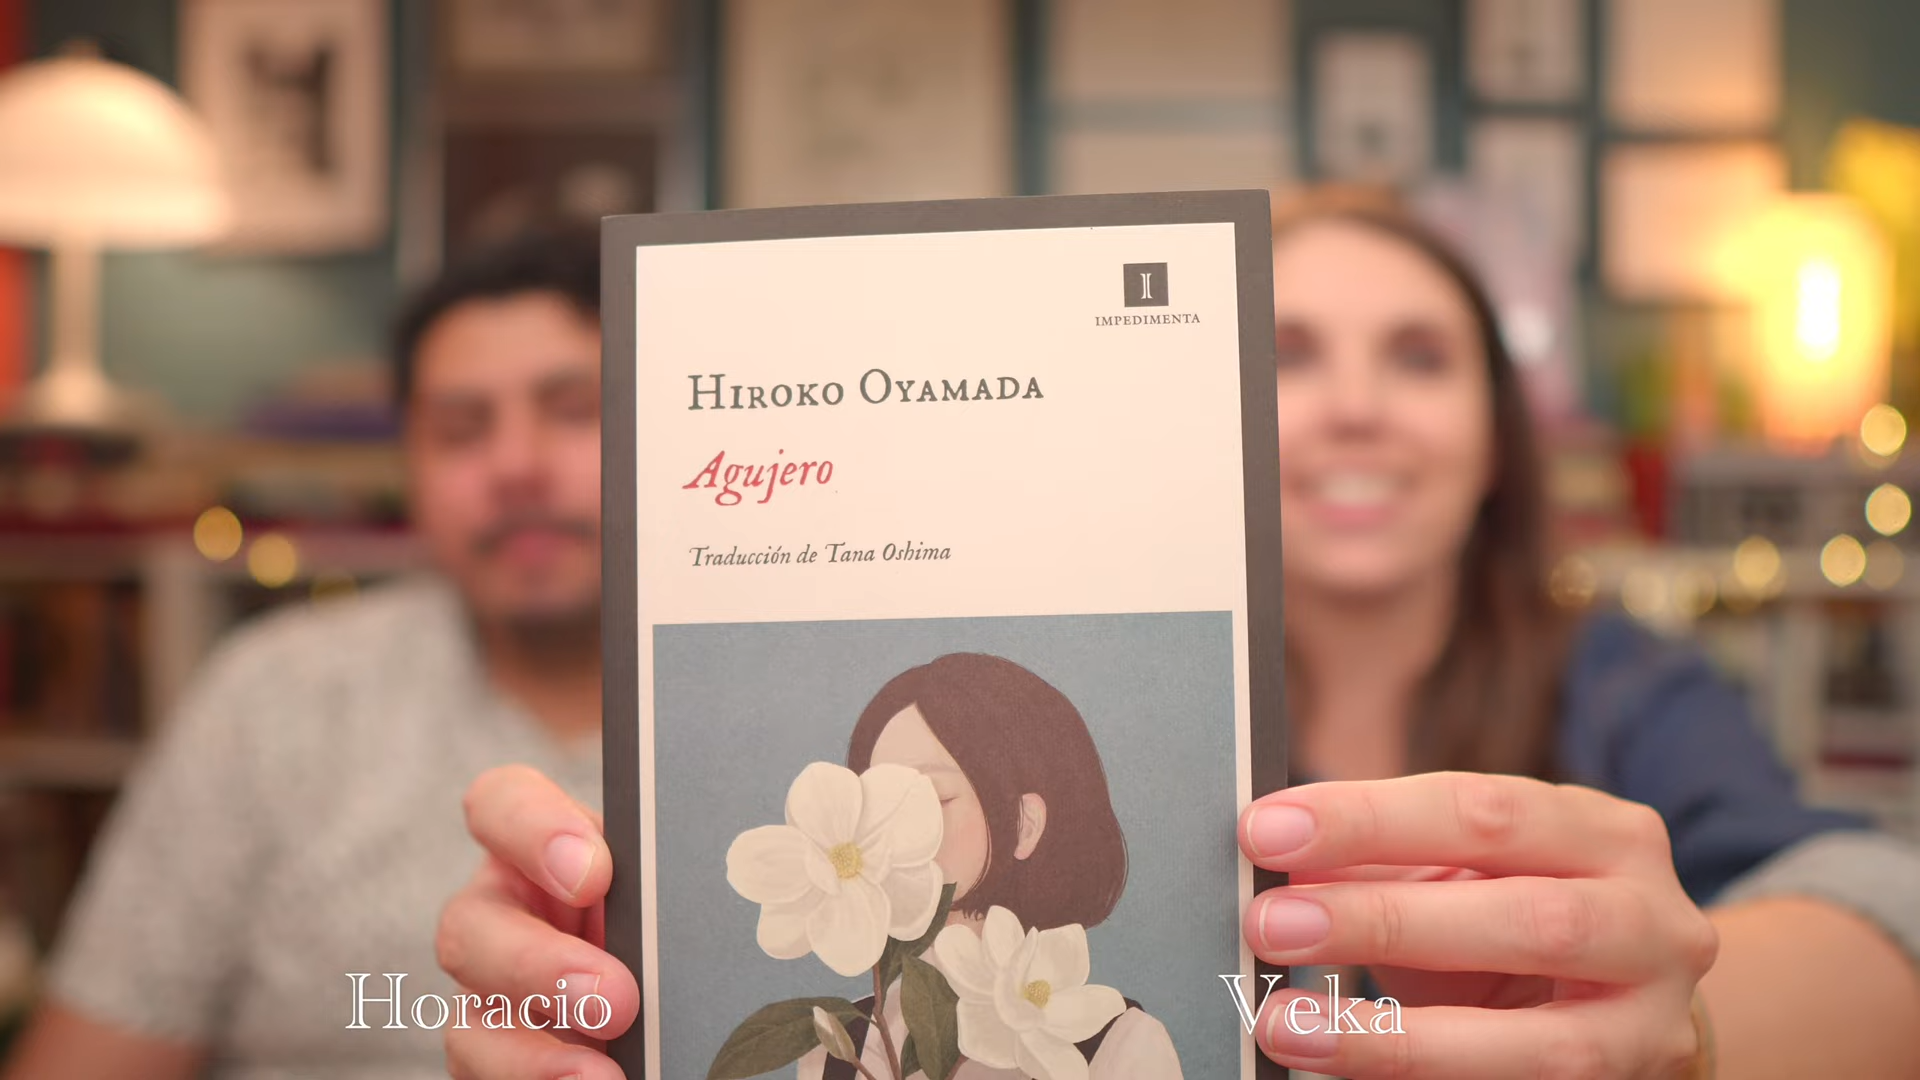 I
IMPEDIMENTA
Hiroko Oyamada
Agujero
Traducción de Tana Oshima
Horacio
Veka